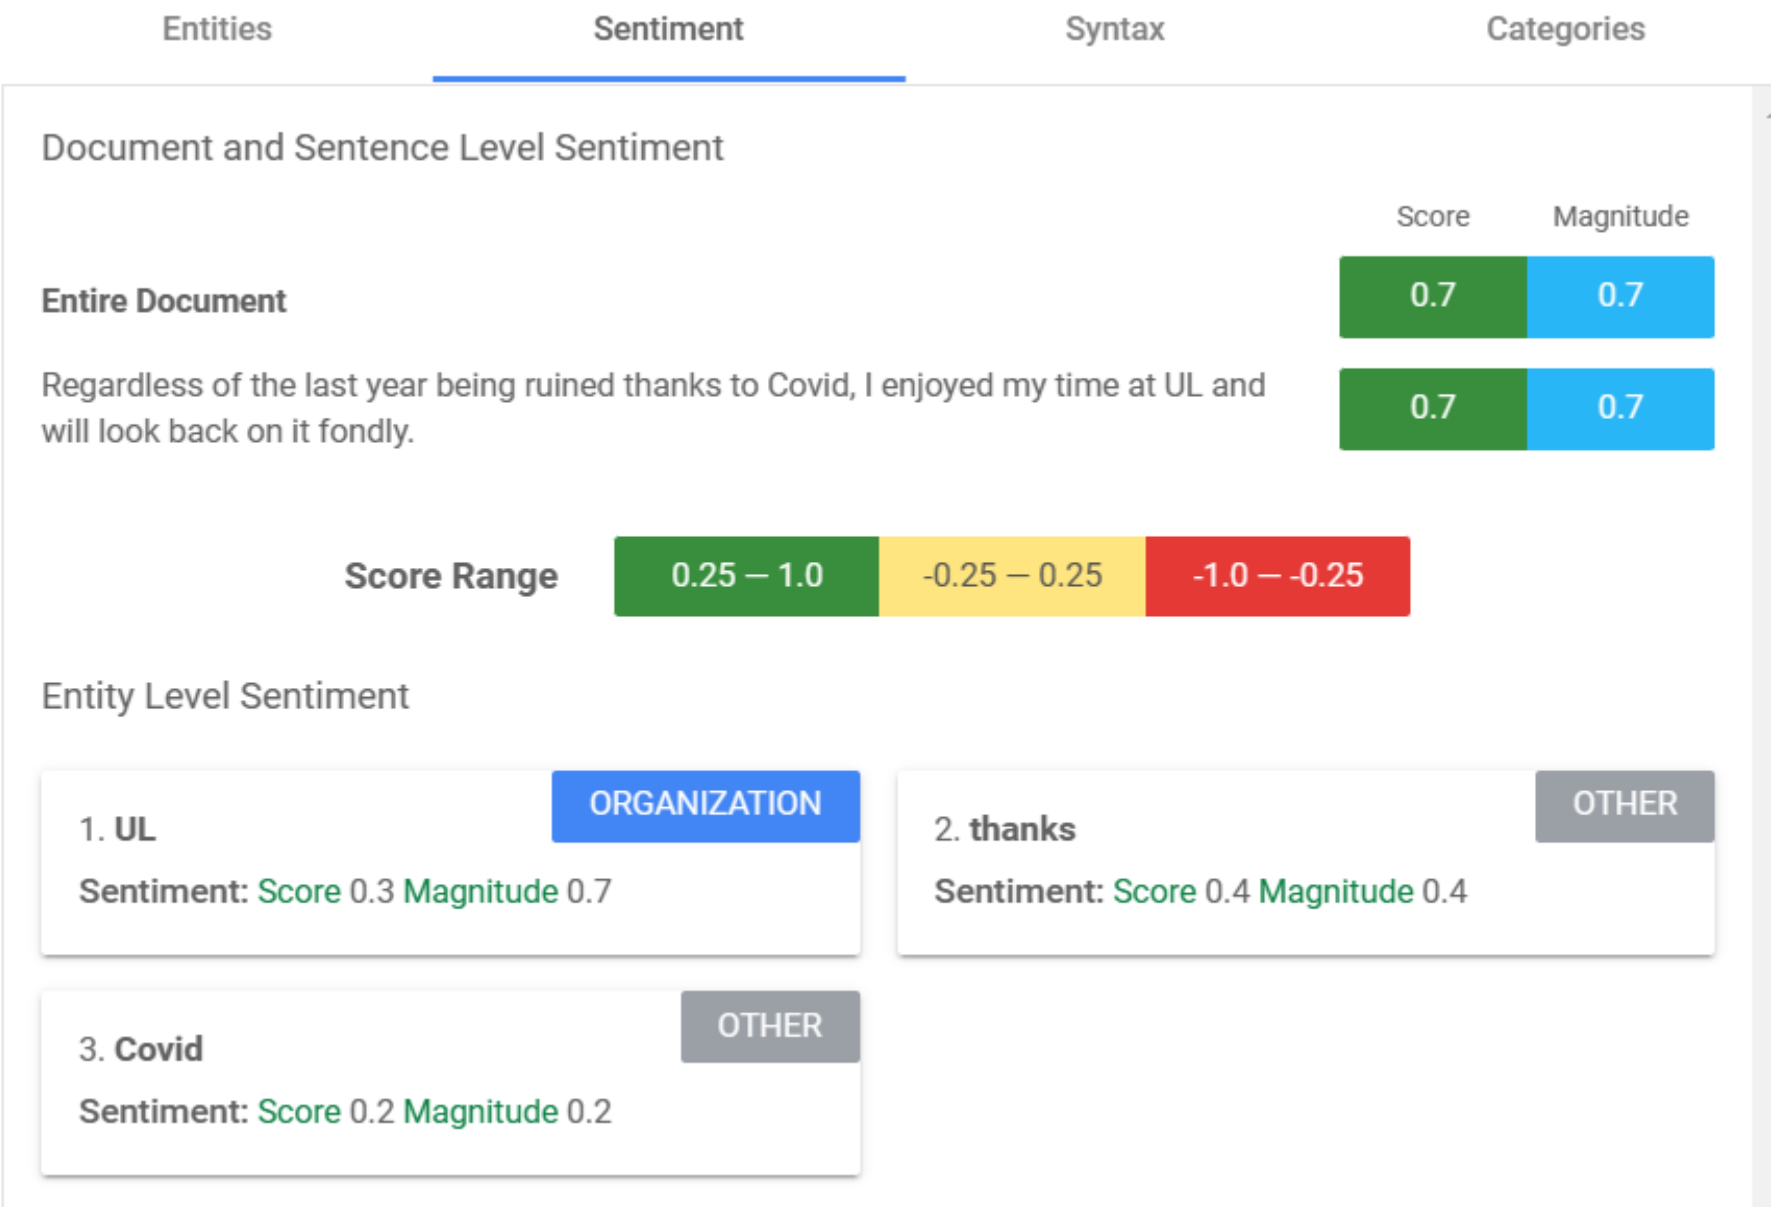 Entities Sentiment Syntax Categories
Document and Sentence Level Sentiment
Score Magnitude
Entire Document 0.7 0.7
Regardless of the last year being ruined thanks to Covid, I enjoyed my time at UL and
will look back on it fondly.
0.7 0.7
Score Range 0.25 — 1.0 -0.25 — 0.25 -1.0 — -0.25
Entity Level Sentiment
1. UL ORGANIZATION
Sentiment: Score 0.3 Magnitude 0.7
2. thanks OTHER
Sentiment: Score 0.4 Magnitude 0.4
3. Covid OTHER
Sentiment: Score 0.2 Magnitude 0.2